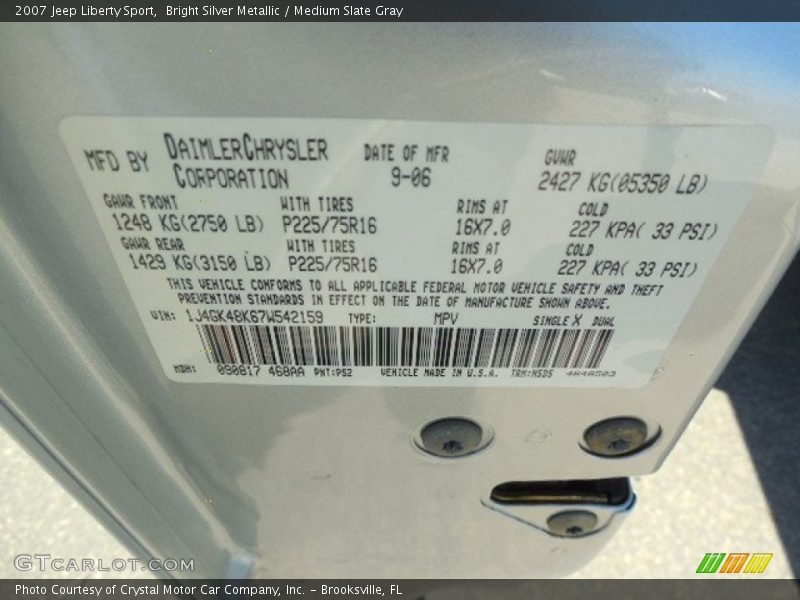 2007 Jeep Liberty Sport,  Bright Silver Metallic / Medium Slate Gray
MFD BY DAIMLERCHRYSLER CORPORATION DATE OF MFR 9-06 GVWR 2427 KG(05350 LB)
GAWR FRONT WITH TIRES RIMS AT COLD
1248 KG(2750 LB) P225/75R16 16X7.0 227 KPA( 33 PSI)
GAWR REAR WITH TIRES RIMS AT COLD
1429 KG(3150 LB) P225/75R16 16X7.0 227 KPA( 33 PSI)
THIS VEHICLE CONFORMS TO ALL APPLICABLE FEDERAL MOTOR VEHICLE SAFETY AND THEFT
PREVENTION STANDARDS IN EFFECT ON THE DATE OF MANUFACTURE SHOWN ABOVE.
VIN: 1J4GK48K67W542159 TYPE: MPV SINGLE X DUAL
MDH: 090817 468AA PNT:PS2 VEHICLE MADE IN U.S.A. TRM:M5D5
GTCARLOT.COM
Photo Courtesy of Crystal Motor Car Company, Inc. – Brooksville, FL